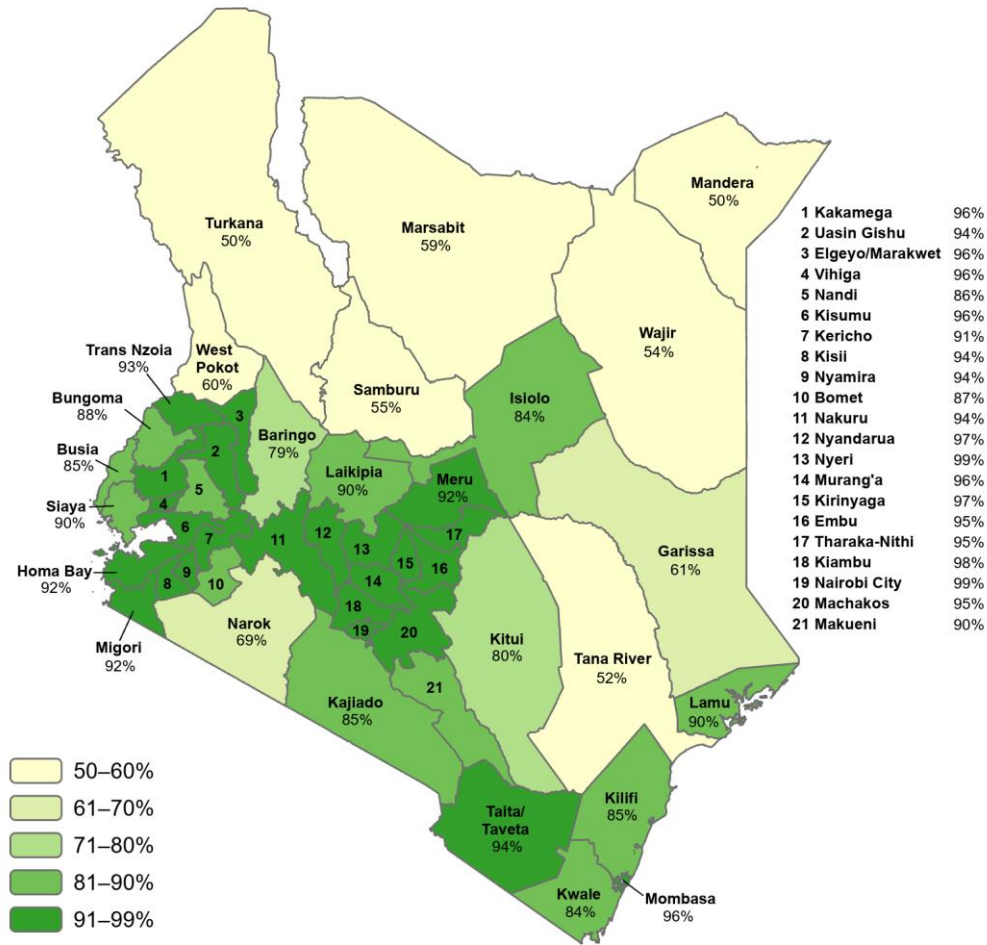 Turkana
50%
Marsabit
59%
Mandera
50%
Wajir
54%
West
Pokot
60%
Samburu
55%
Trans Nzoia
93%
Bungoma
88%
Busia
85%
Siaya
90%
Homa Bay
92%
Migori
92%
Baringo
79%
Laikipia
90%
Isiolo
84%
Meru
92%
Garissa
61%
Narok
69%
Kitui
80%
Tana River
52%
Kajiado
85%
Lamu
90%
Taita/
Taveta
94%
Kilifi
85%
Kwale
84%
Mombasa
96%
3
2
1
5
4
6
7
11
12
13
17
15
16
14
9
8
10
18
19
20
21
1 Kakamega 96%
2 Uasin Gishu 94%
3 Elgeyo/Marakwet 96%
4 Vihiga 96%
5 Nandi 86%
6 Kisumu 96%
7 Kericho 91%
8 Kisii 94%
9 Nyamira 94%
10 Bomet 87%
11 Nakuru 94%
12 Nyandarua 97%
13 Nyeri 99%
14 Murang'a 96%
15 Kirinyaga 97%
16 Embu 95%
17 Tharaka-Nithi 95%
18 Kiambu 98%
19 Nairobi City 99%
20 Machakos 95%
21 Makueni 90%
50–60%
61–70%
71–80%
81–90%
91–99%